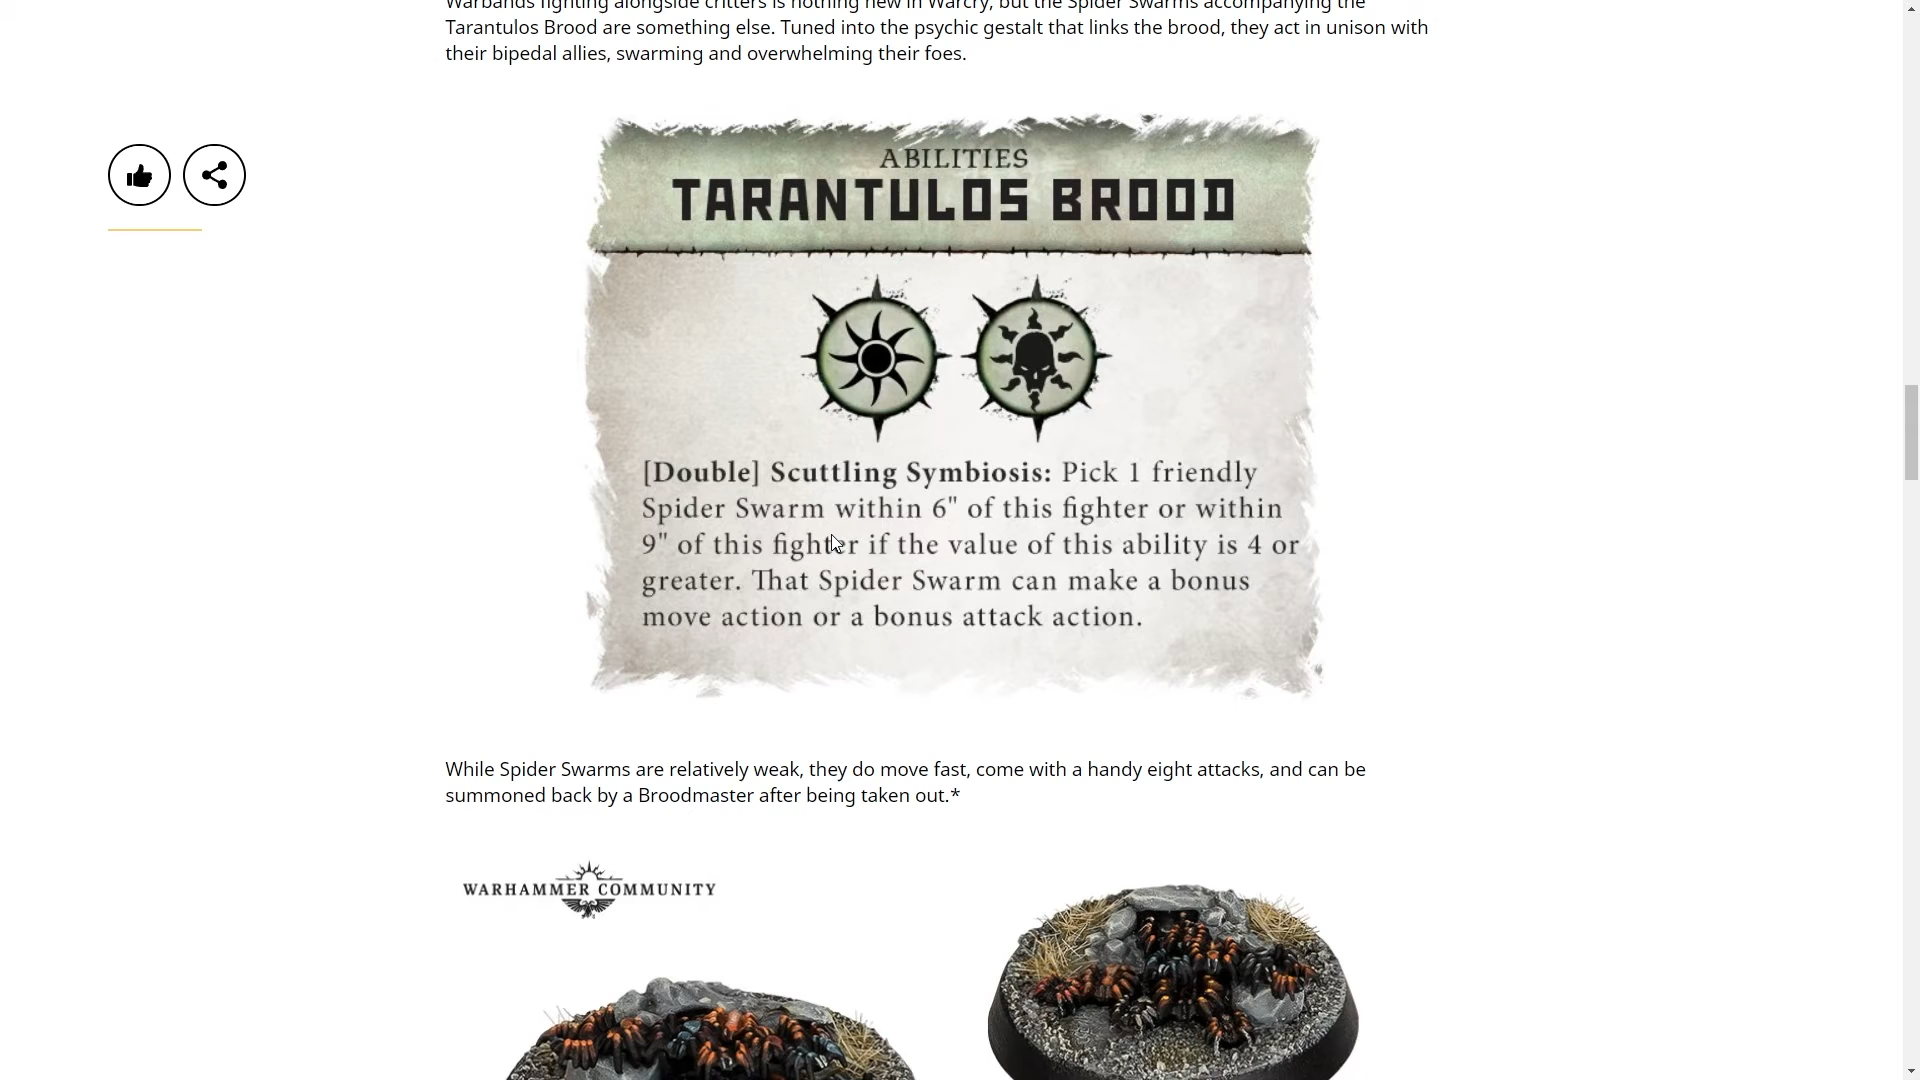 Warbands fighting alongside critters is nothing new in Warcry, but the Spider Swarms accompanying the
Tarantulos Brood are something else. Tuned into the psychic gestalt that links the brood, they act in unison with
their bipedal allies, swarming and overwhelming their foes.
ABILITIES
TARANTULOS BROOD
[Double] Scuttling Symbiosis: Pick 1 friendly
Spider Swarm within 6" of this fighter or within
9" of this fighter if the value of this ability is 4 or
greater. That Spider Swarm can make a bonus
move action or a bonus attack action.
While Spider Swarms are relatively weak, they do move fast, come with a handy eight attacks, and can be
summoned back by a Broodmaster after being taken out.*
WARHAMMER COMMUNITY